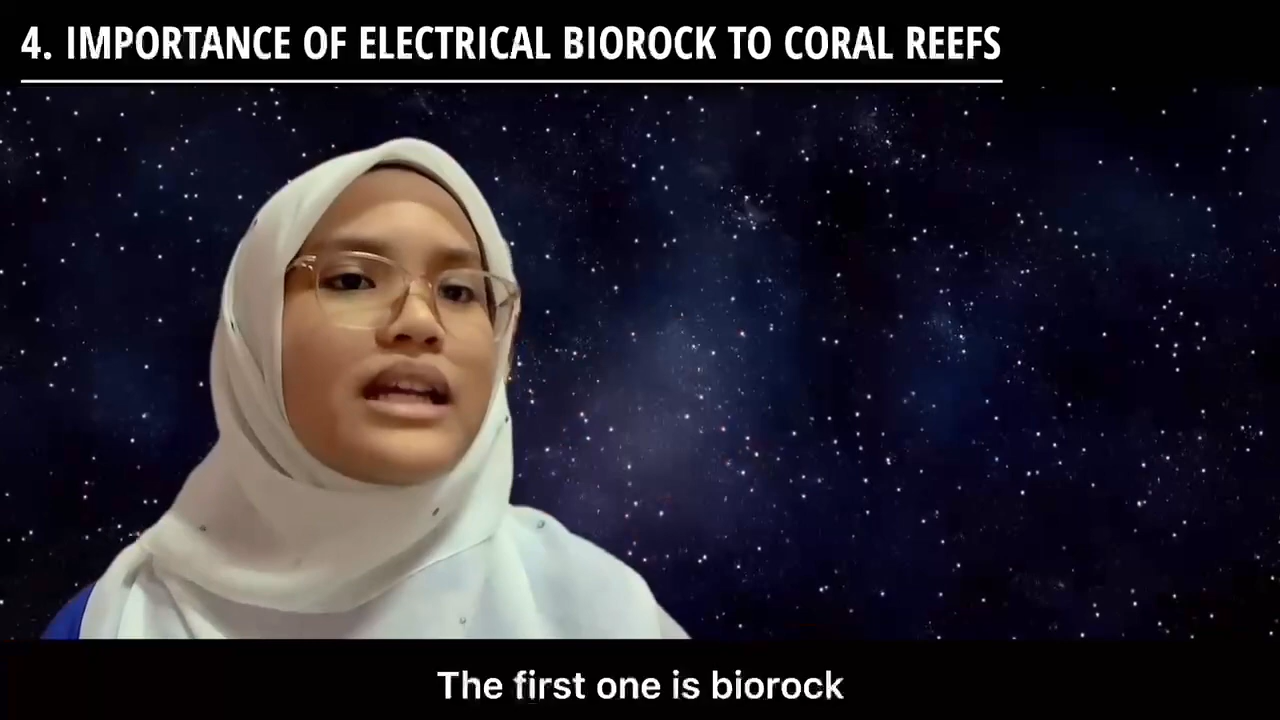 4. IMPORTANCE OF ELECTRICAL BIOROCK TO CORAL REEFS
The first one is biorock